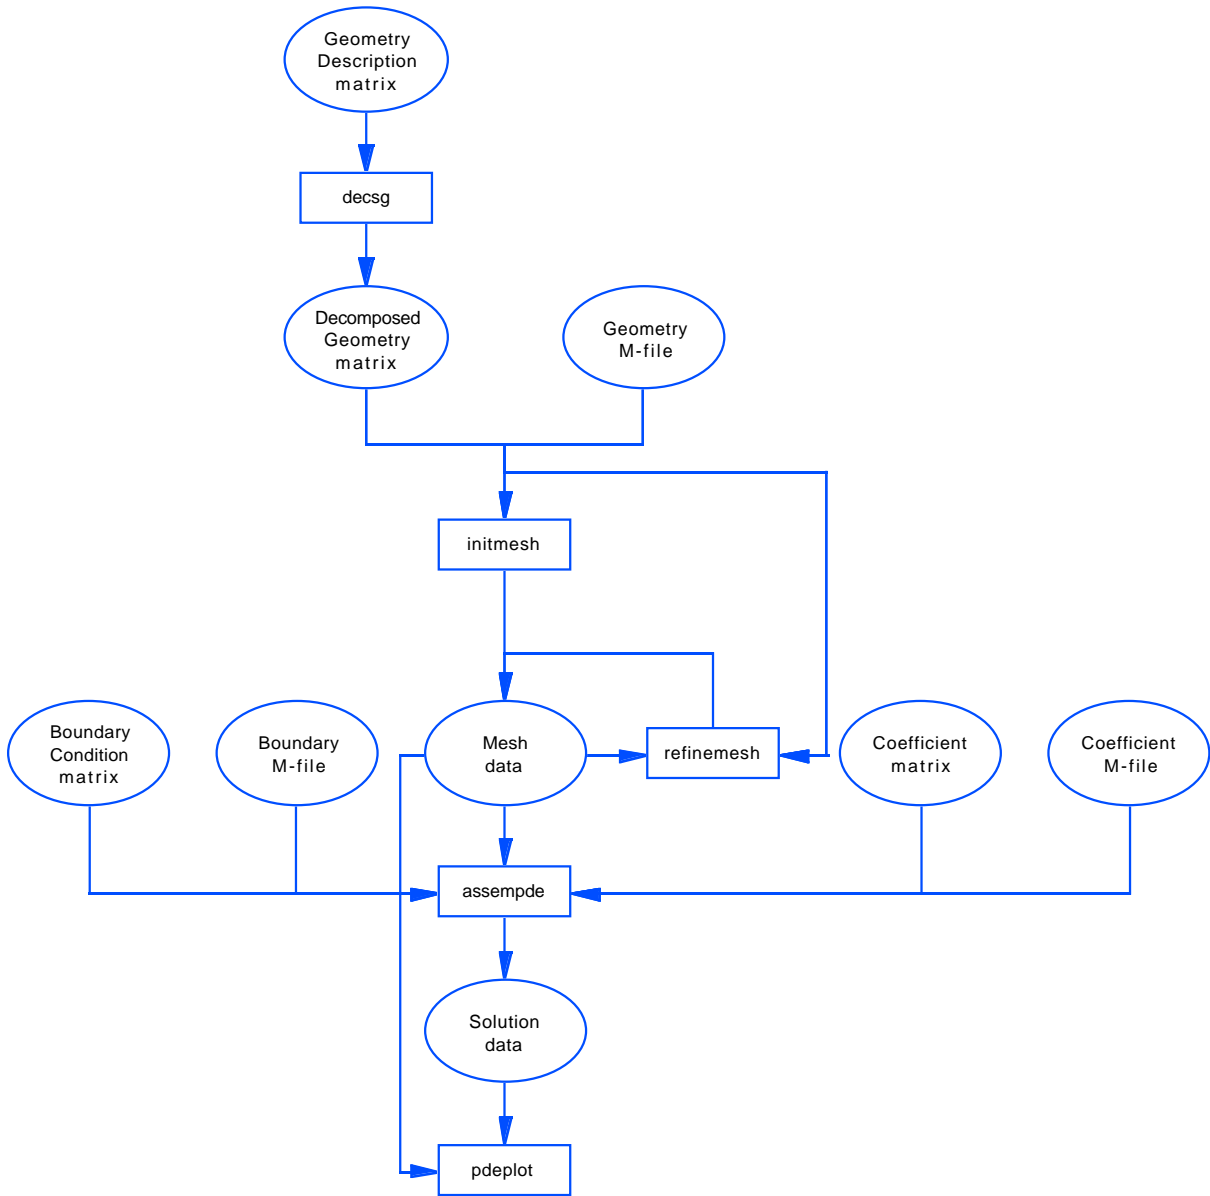 Geometry
Description
matrix
decsg
Decomposed
Geometry
matrix
Geometry
M-file
initmesh
Boundary
Condition
matrix
Boundary
M-file
Mesh
data
refinemesh
Coefficient
matrix
Coefficient
M-file
assempde
Solution
data
pdeplot